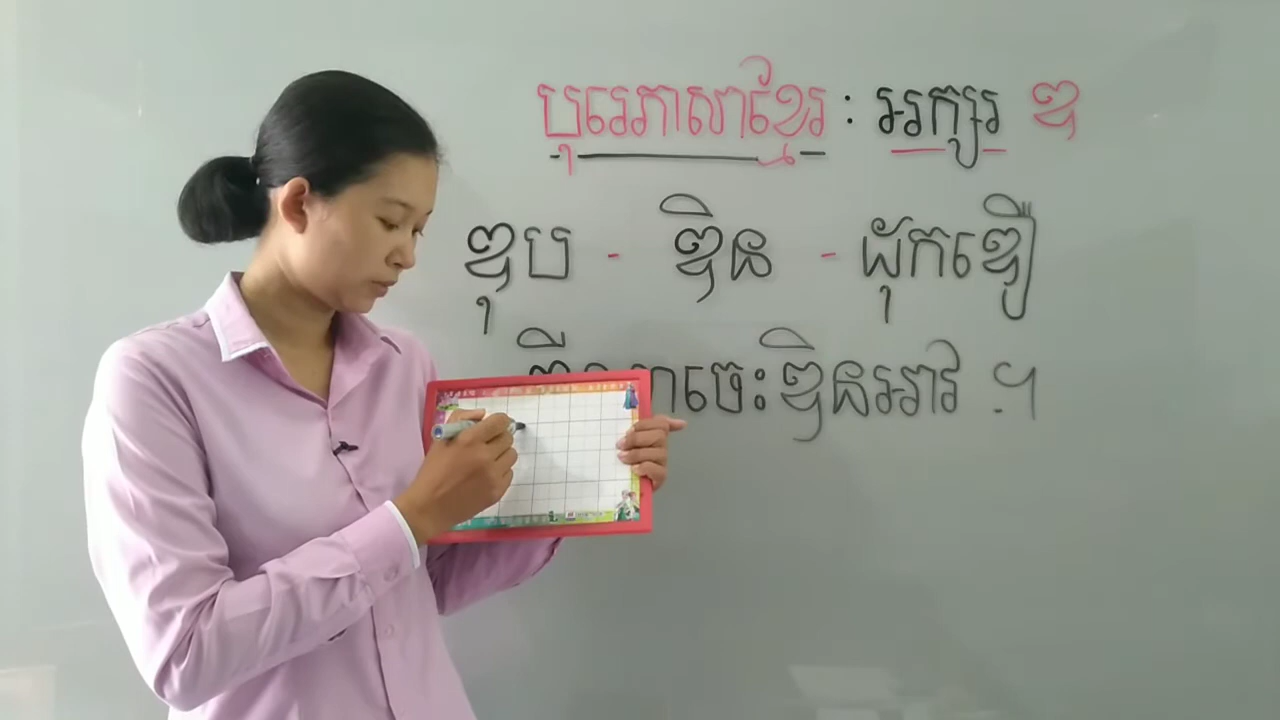 បុរេភាសាខ្មែរ : អក្សរ ឌ
ឌុប - ឌិន - ដុកឌឿ
ចេះឌិនអាវ ។